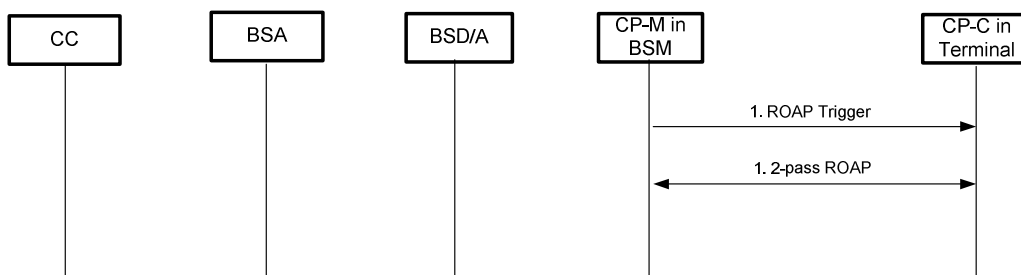 CC
BSA
BSD/A
CP-M in
BSM
CP-C in
Terminal
1. ROAP Trigger
1. 2-pass ROAP